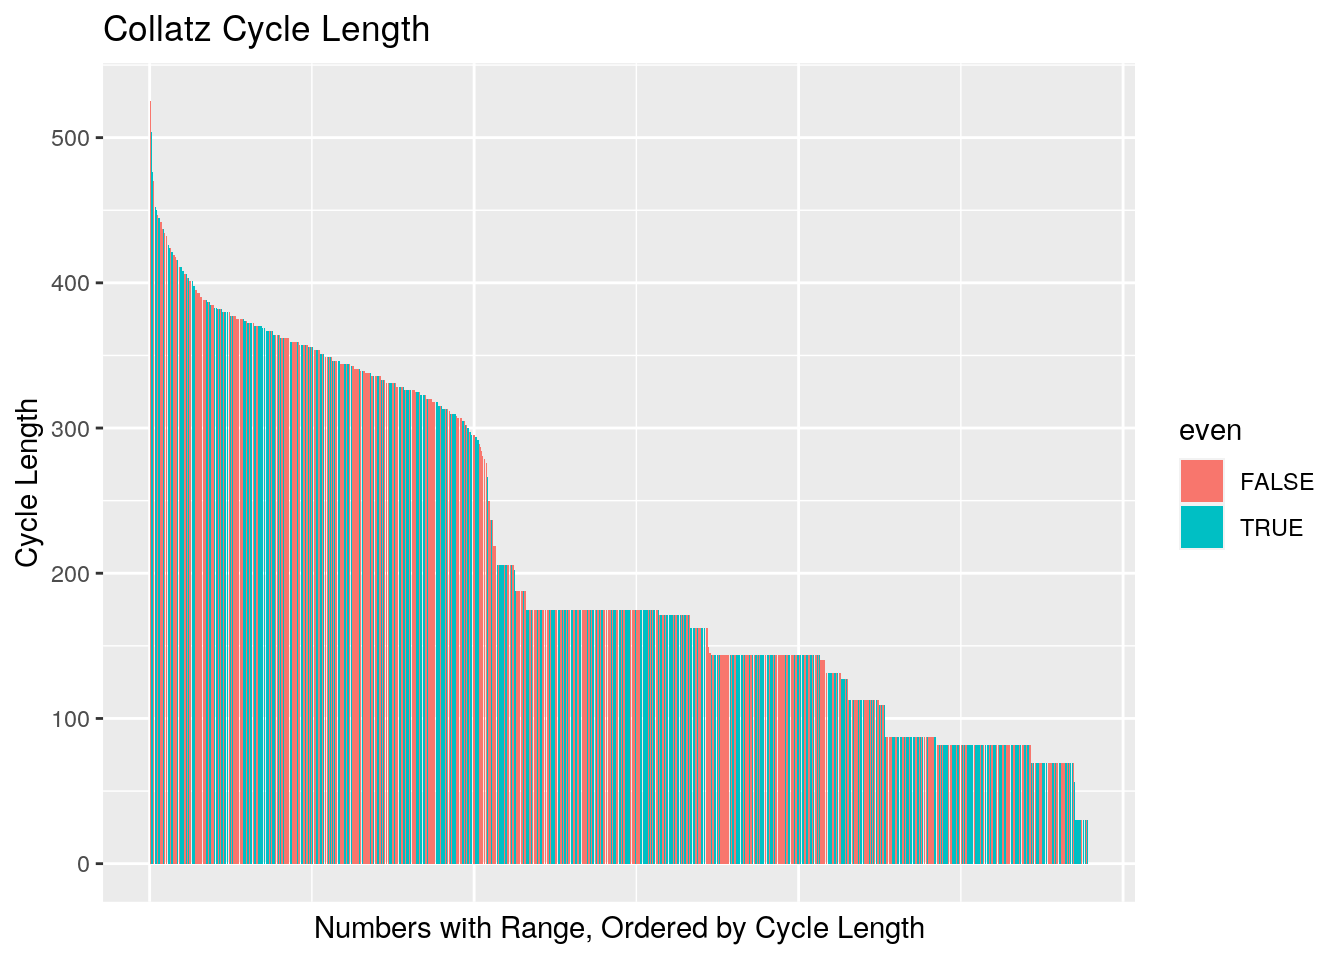 Collatz Cycle Length
500
400
300
200
100
0
Cycle Length
Numbers with Range, Ordered by Cycle Length
even
FALSE
TRUE